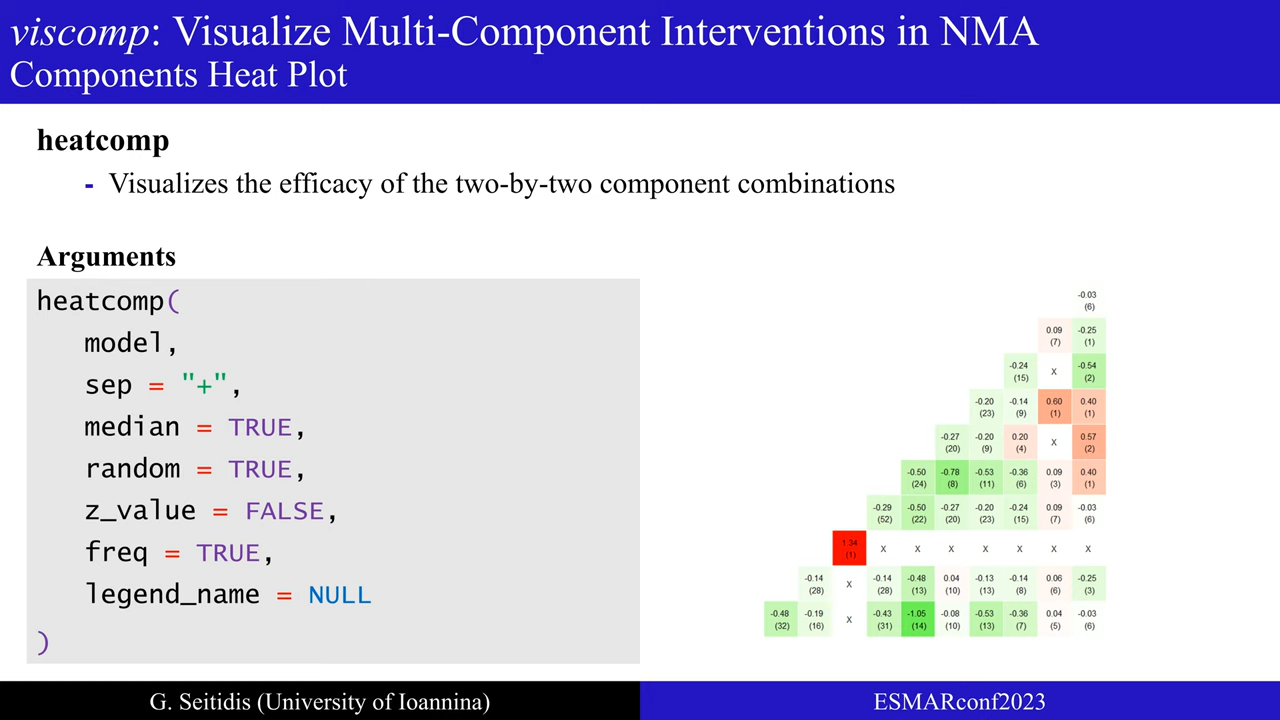 viscomp: Visualize Multi-Component Interventions in NMA
Components Heat Plot
heatcomp
- Visualizes the efficacy of the two-by-two component combinations
Arguments
heatcomp(
model,
sep = "+",
median = TRUE,
random = TRUE,
z_value = FALSE,
freq = TRUE,
legend_name = NULL
)
-0.03
(6)
0.09 -0.25
(7) (1)
-0.24 X -0.54
(15) (2)
-0.20 -0.14 0.60 0.40
(23) (9) (1) (1)
-0.27 -0.20 0.20 X 0.57
(20) (9) (4) (2)
-0.50 -0.78 -0.53 -0.36 0.09 0.40
(24) (8) (11) (6) (3) (1)
-0.29 -0.50 -0.27 -0.20 -0.24 0.09 -0.03
(52) (22) (20) (23) (15) (7) (6)
1.34 X X X X X X X
(1)
-0.14 X -0.14 -0.48 0.04 -0.13 -0.14 0.06 -0.25
(28) (28) (13) (10) (13) (8) (6) (3)
-0.48 -0.19 X -0.43 -1.05 -0.08 -0.53 -0.36 0.04 -0.03
(32) (16) (31) (14) (10) (13) (7) (5) (6)
G. Seitidis (University of Ioannina)
ESMARconf2023